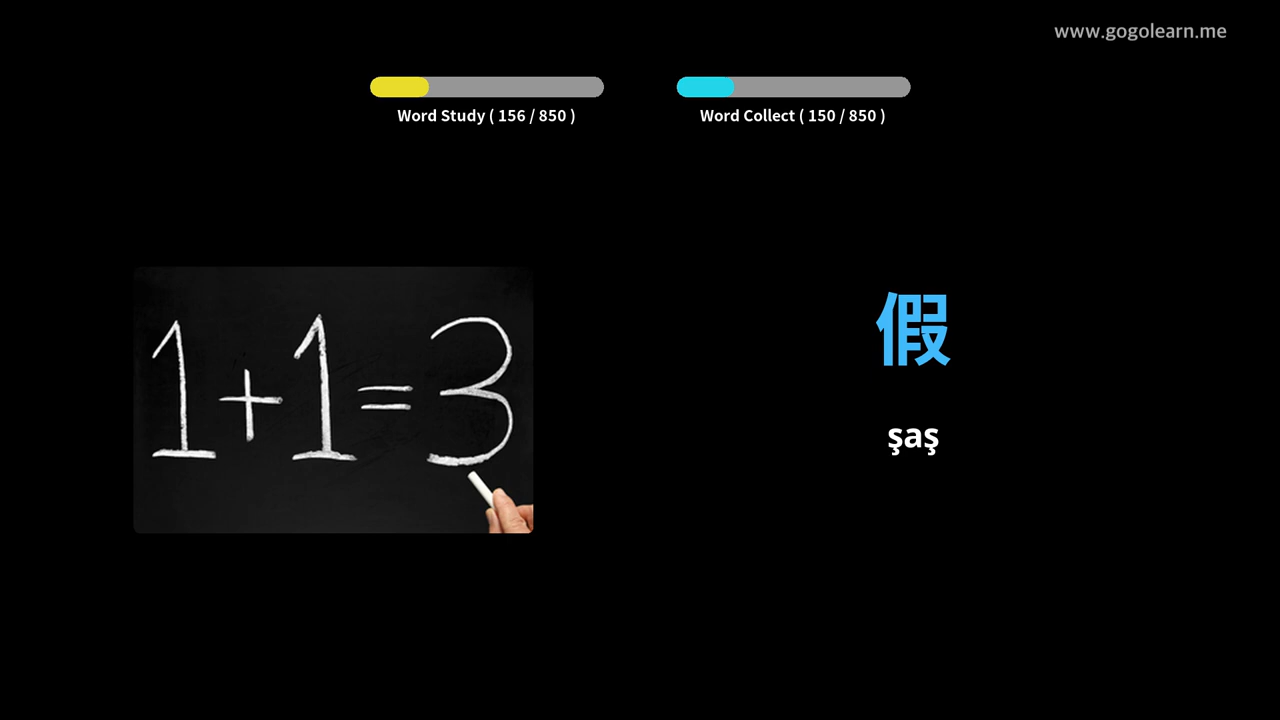 www.gogolearn.me
Word Study ( 156 / 850 )
Word Collect ( 150 / 850 )
1+1=3
假
şaş